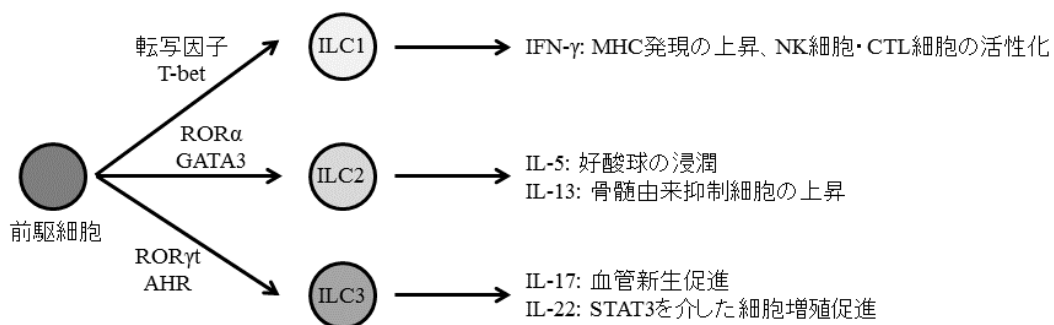 転写因子
T-bet
ILC1
IFN-γ: MHC発現の上昇、NK細胞・CTL細胞の活性化
RORα
GATA3
ILC2
IL-5: 好酸球の浸潤
IL-13: 骨髄由来抑制細胞の上昇
前駆細胞
RORγt
AHR
ILC3
IL-17: 血管新生促進
IL-22: STAT3を介した細胞増殖促進